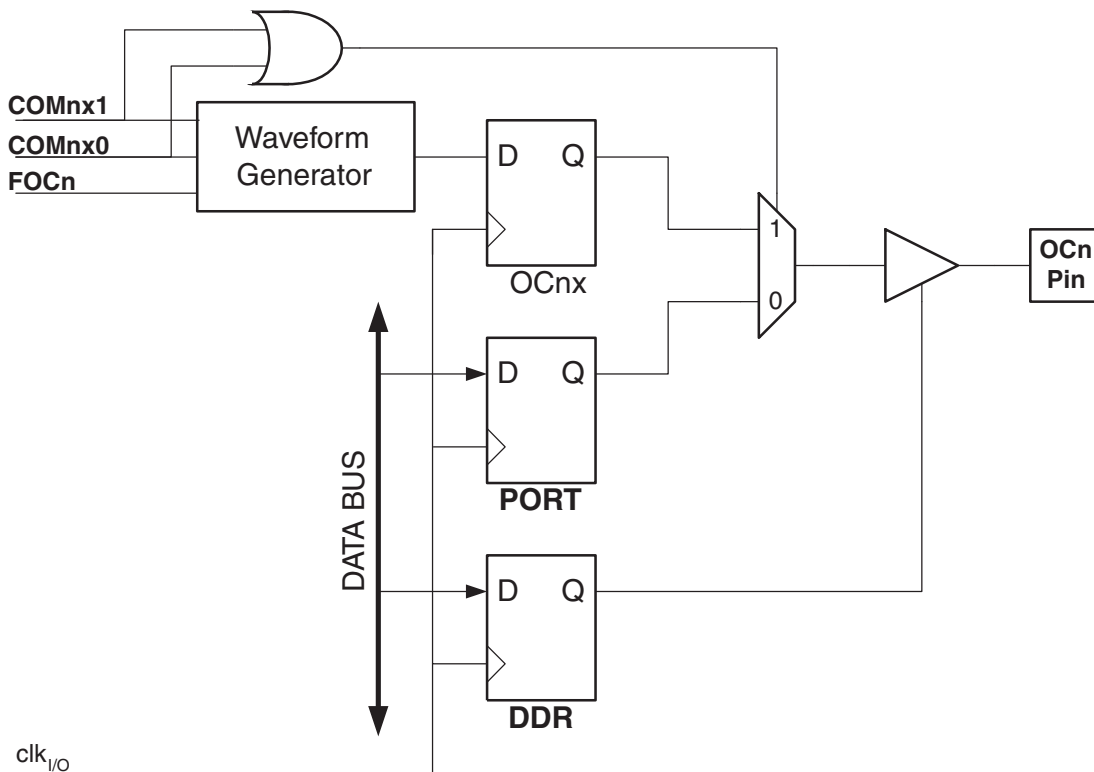 COMnx1
COMnx0
FOCn
Waveform
Generator
D Q
OCnx
1
0
OCn
Pin
D Q
PORT
DATA BUS
D Q
DDR
clkI/O